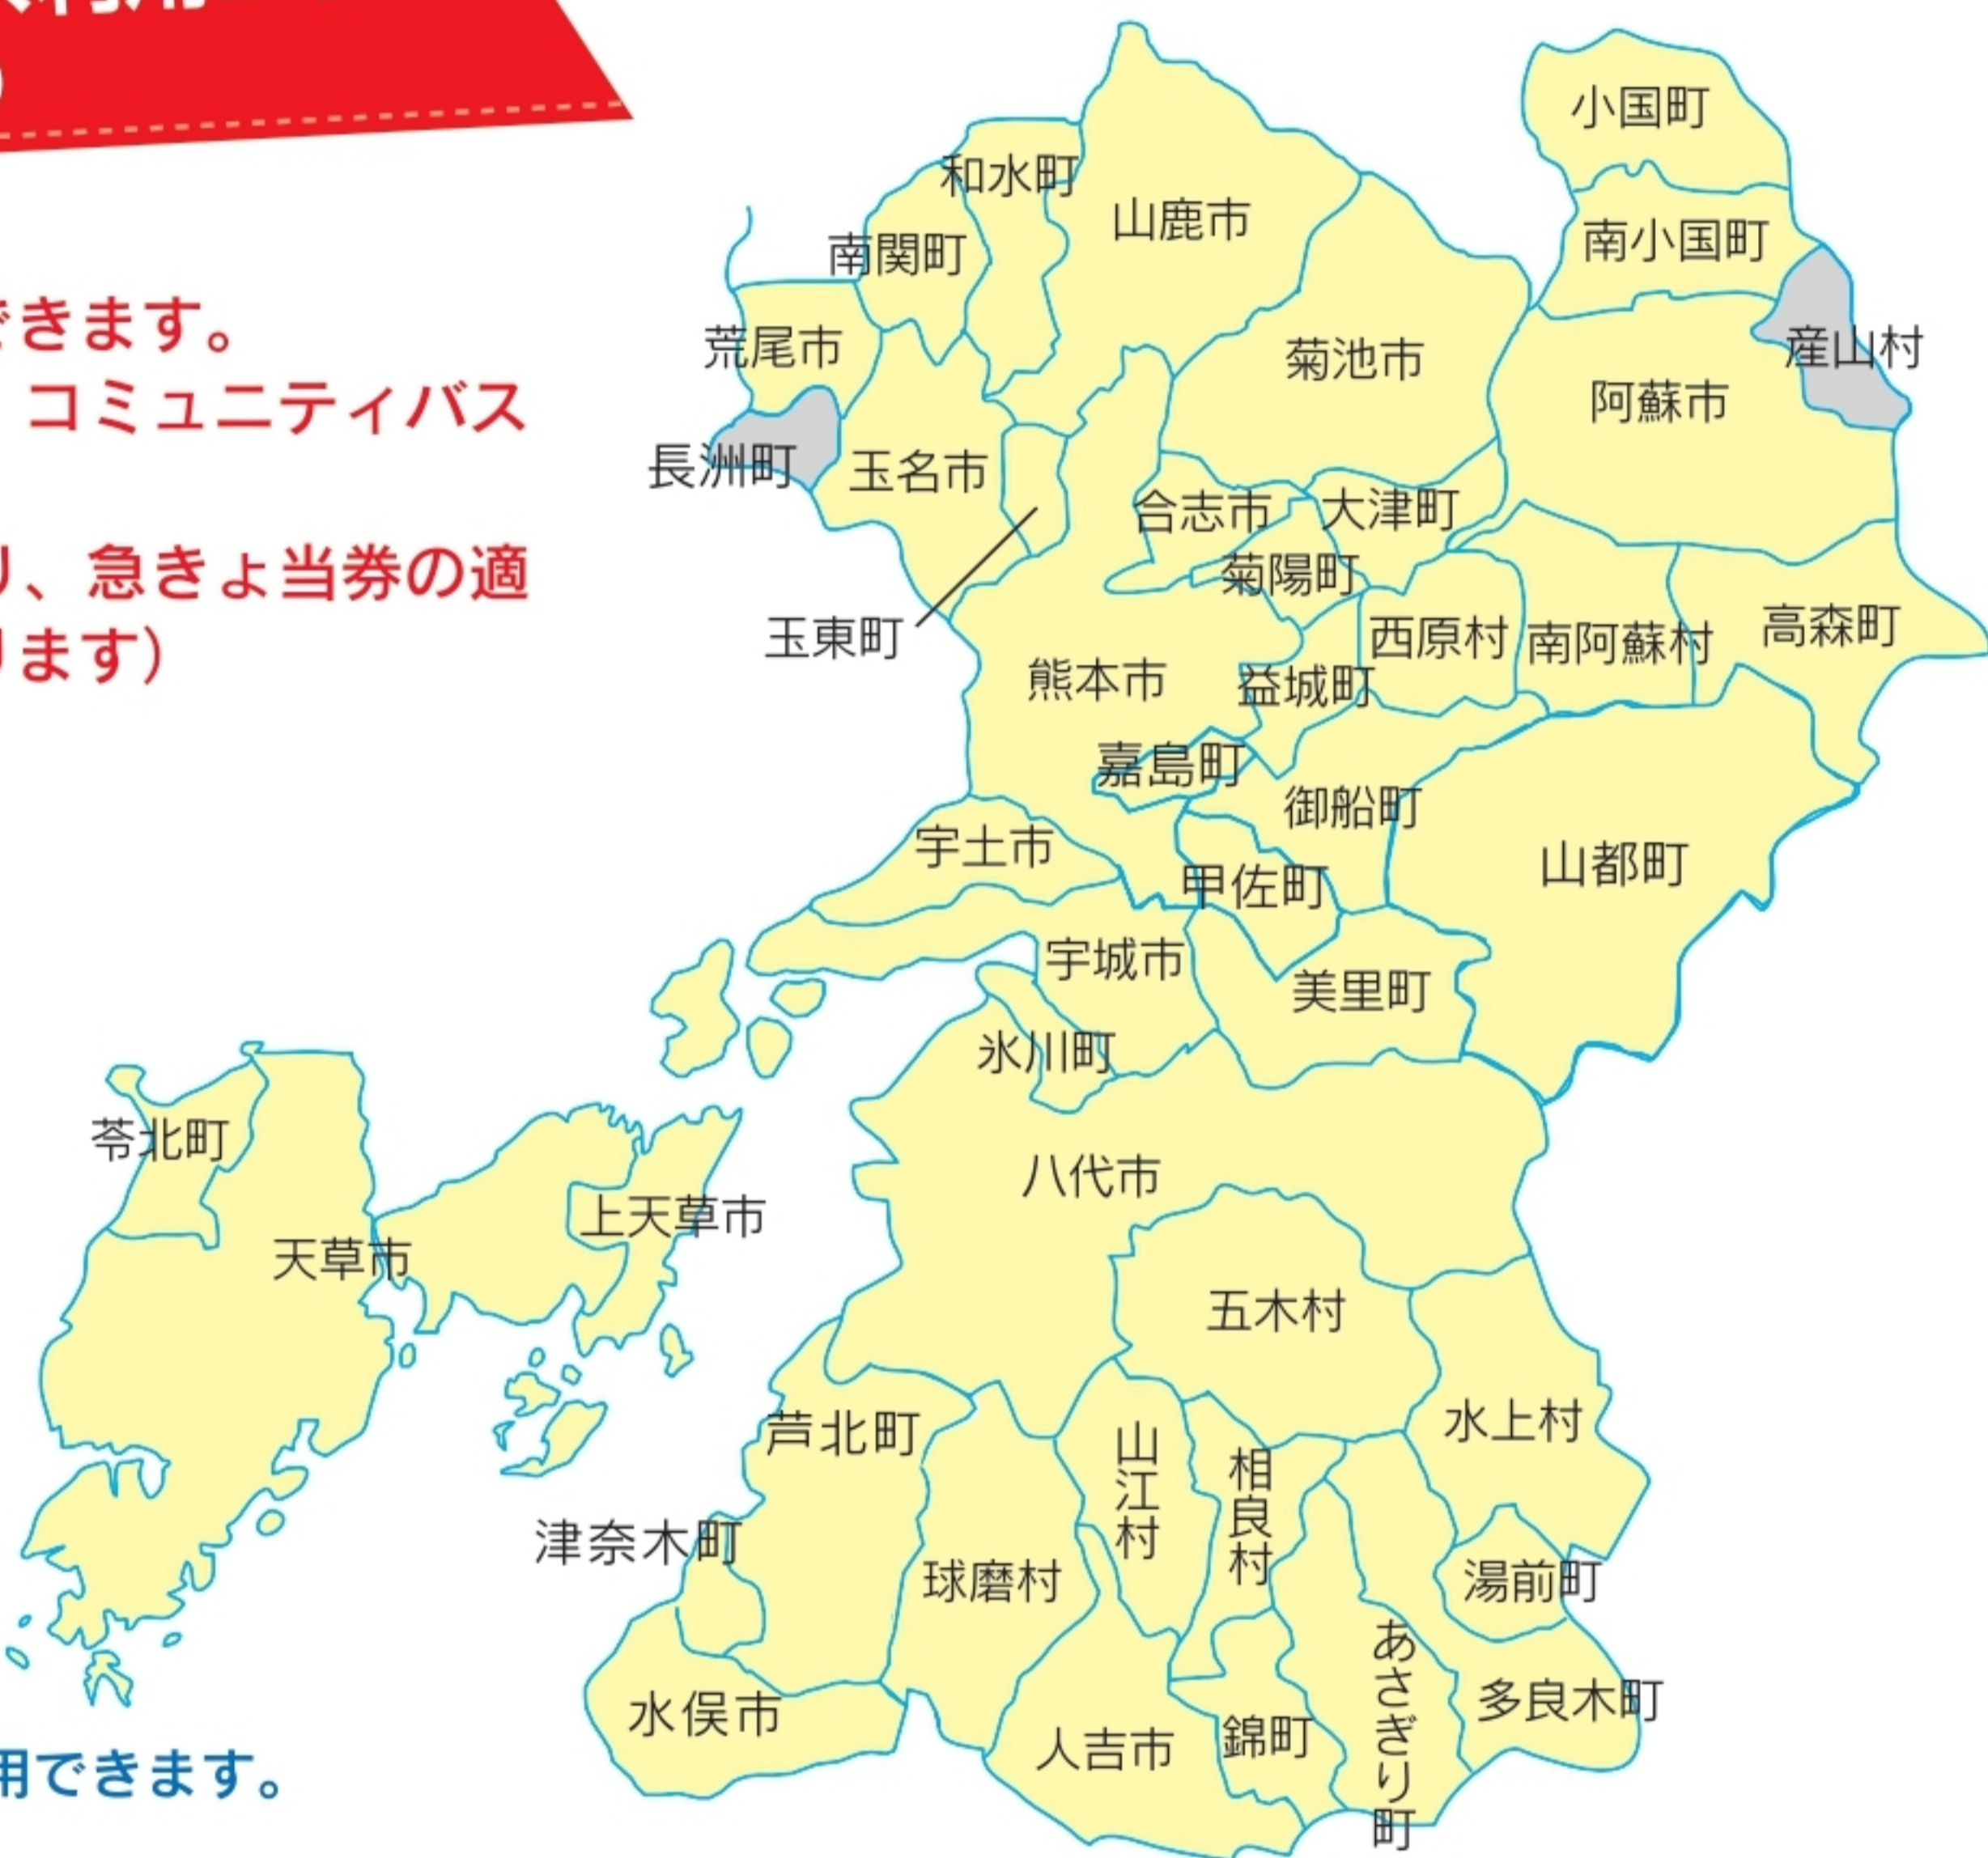 できます。
コミュニティバス
、急きょ当券の適
ります）
用できます。
小国町
和水町
山鹿市
南小国町
南関町
荒尾市
菊池市
産山村
阿蘇市
長洲町
玉名市
合志市
大津町
菊陽町
玉東町
西原村
南阿蘇村
高森町
熊本市
益城町
嘉島町
御船町
宇土市
山都町
甲佐町
宇城市
美里町
氷川町
苓北町
八代市
上天草市
天草市
五木村
水上村
芦北町
山江村
相良村
津奈木町
球磨村
湯前町
あさぎり町
多良木町
水俣市
錦町
人吉市